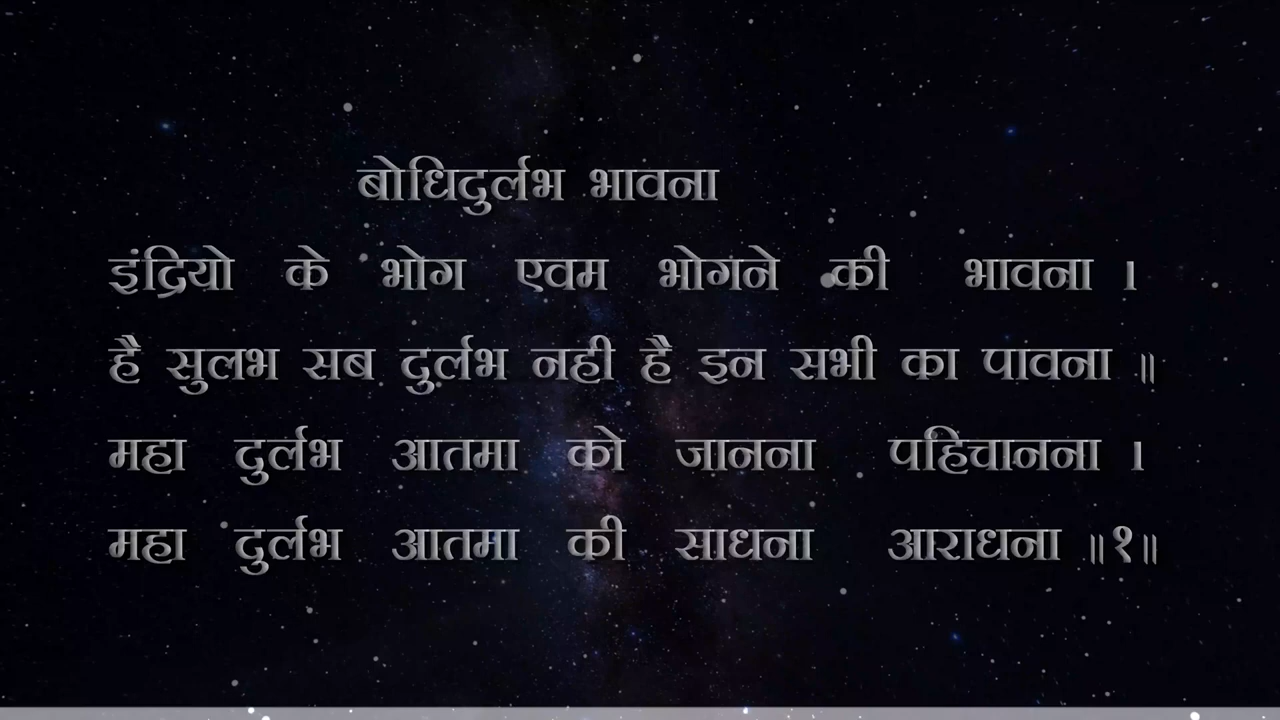 बोधिदुर्लभ भावना
इंद्रियो के भोग एवम भोगने की भावना ।
है सुलभ सब दुर्लभ नही है इन सभी का पावना ॥
महा दुर्लभ आतमा को जानना पहिचानना ।
महा दुर्लभ आतमा की साधना आराधना ॥१॥